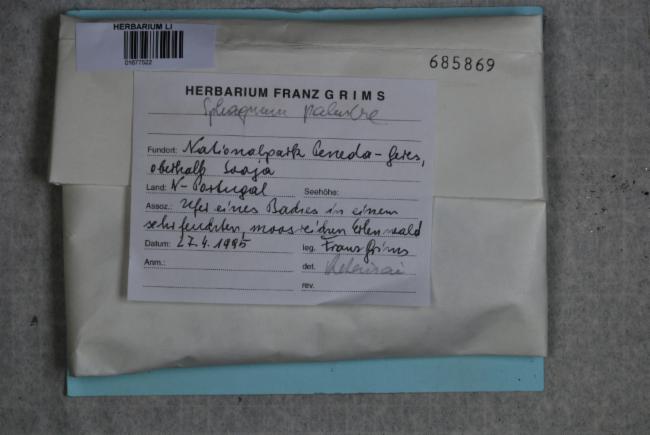 HERBARIUM LI
01677522
685869
HERBARIUM FRANZ GRIMS
Sphagnum palustre
Fundort: Nationalpark Peneda-Geres,
oberhalb Soajo
Land: N-Portugal Seehöhe:
Assoz.: Ufer eines Baches in einem
sehr feuchten, moosreichen Erlenwald
Datum: 27.4.1995 leg. Franz Grims
Anm.: det.
rev.